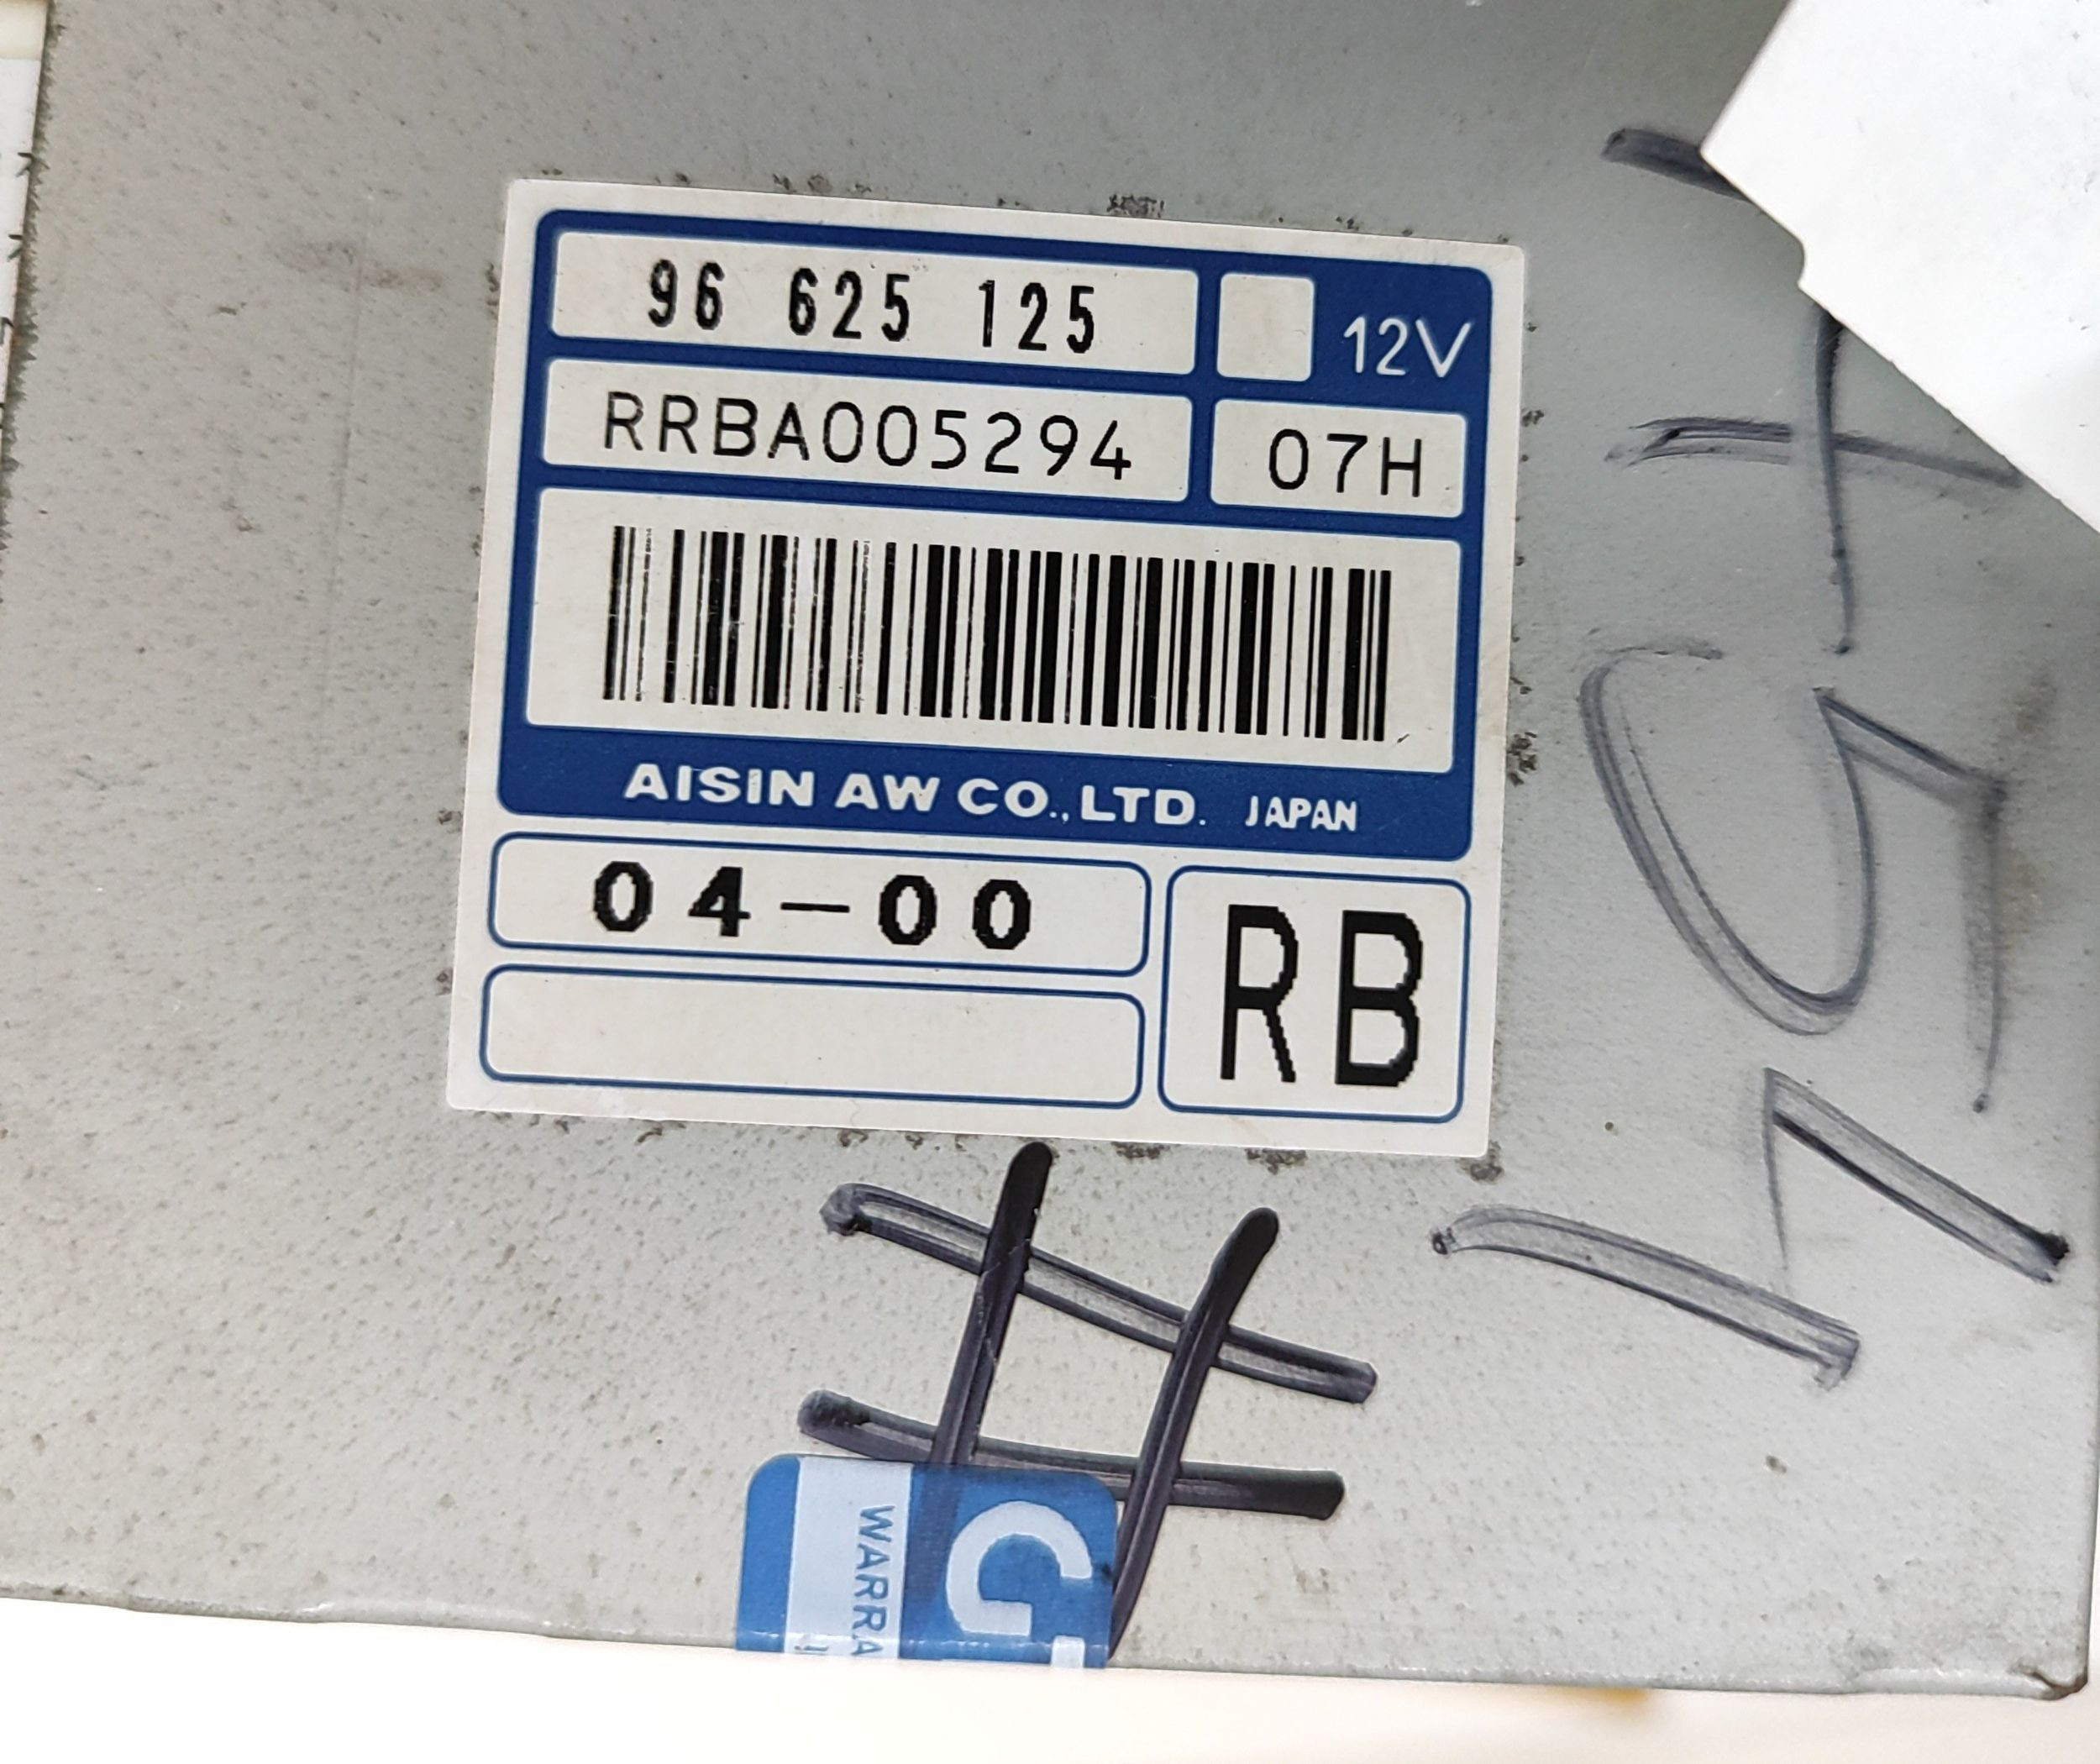 96 625 125
12V
RRBA005294
07H
AISIN AW CO.,LTD. JAPAN
04-00
RB
#
WARRA
G